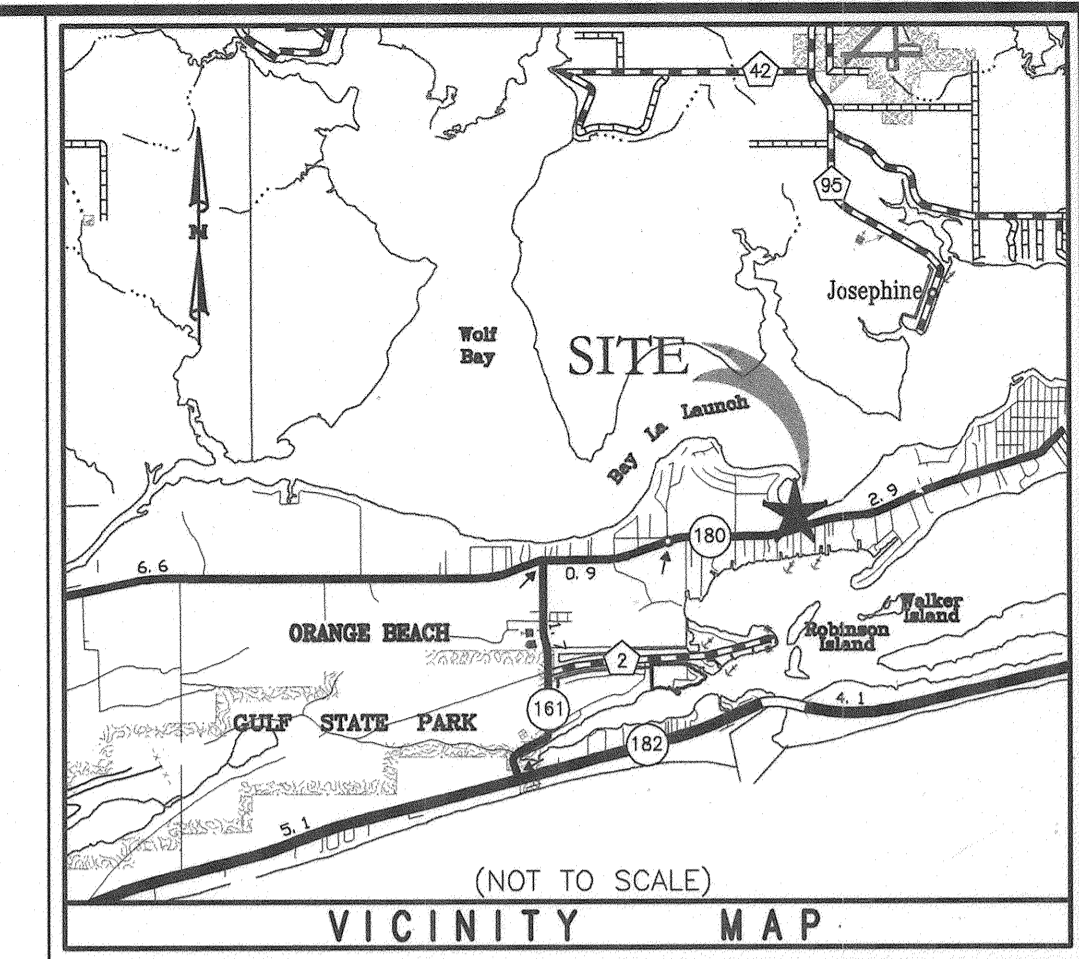 42
95
N
Josephine
Wolf
Bay
SITE
Bay La Launch
2.9
180
6.6
0.9
Walker
Island
ORANGE BEACH
Robinson
Island
2
161
4.1
GULF STATE PARK
182
5.1
(NOT TO SCALE)
VICINITY MAP